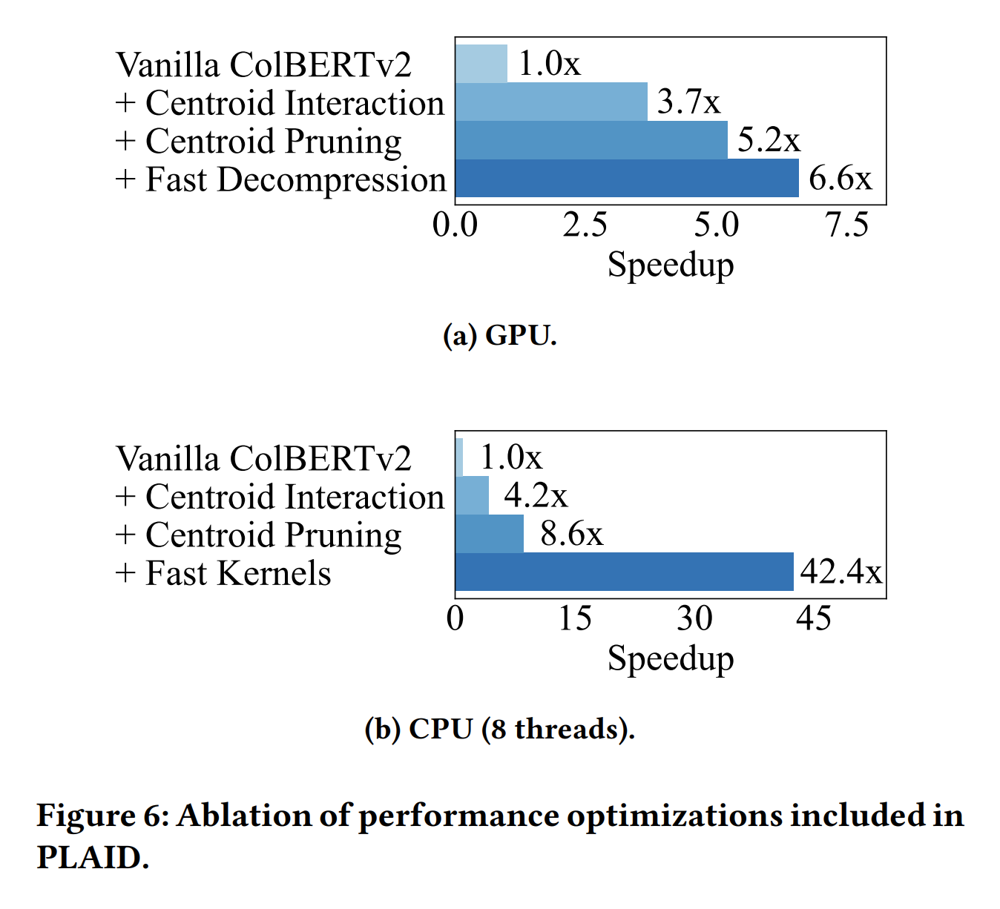 Vanilla ColBERTv2 1.0x
+ Centroid Interaction 3.7x
+ Centroid Pruning 5.2x
+ Fast Decompression 6.6x
0.0 2.5 5.0 7.5
Speedup
(a) GPU.
Vanilla ColBERTv2 1.0x
+ Centroid Interaction 4.2x
+ Centroid Pruning 8.6x
+ Fast Kernels 42.4x
0 15 30 45
Speedup
(b) CPU (8 threads).
Figure 6: Ablation of performance optimizations included in
PLAID.